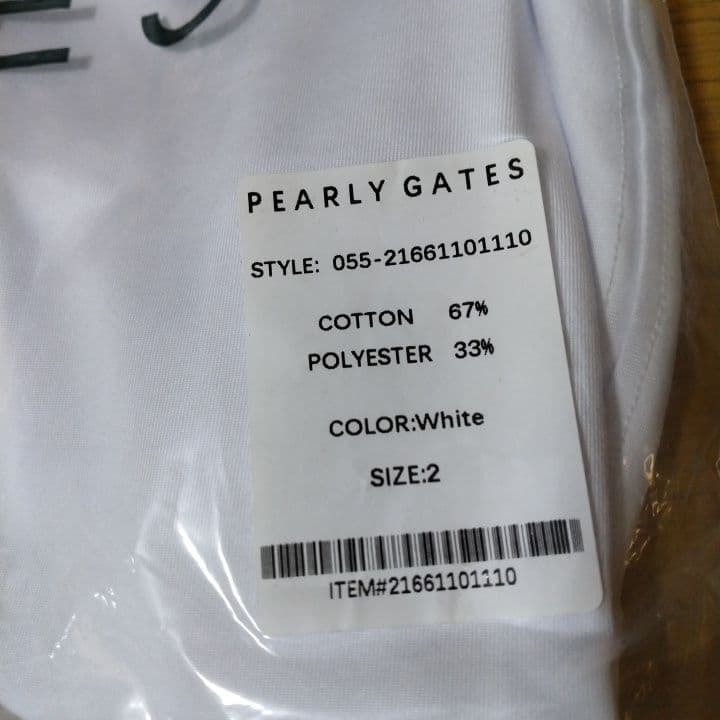 PEARLY GATES
STYLE: 055-21661101110
COTTON 67%
POLYESTER 33%
COLOR:White
SIZE:2
ITEM#21661101110